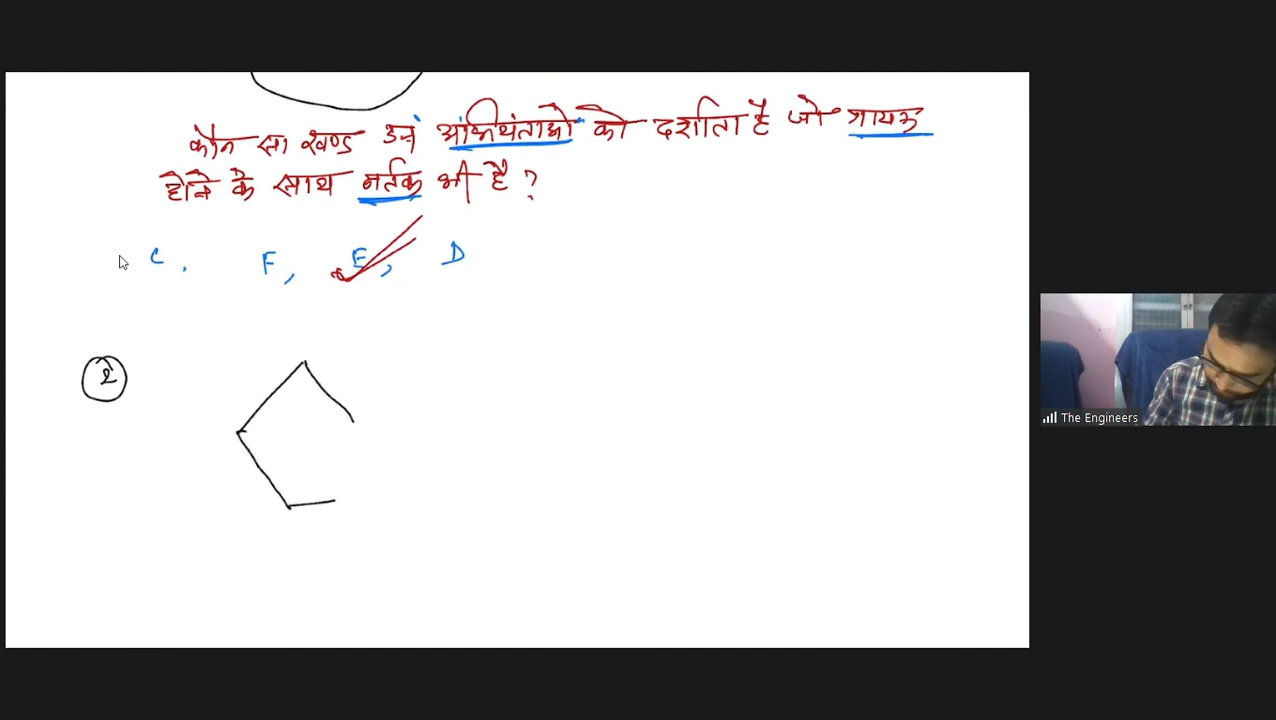 कौन सा खण्ड उन अभियंताओं को दर्शाता है जो गायक
होने के साथ नर्तक भी है ?
C, F, E, D
2
The Engineers